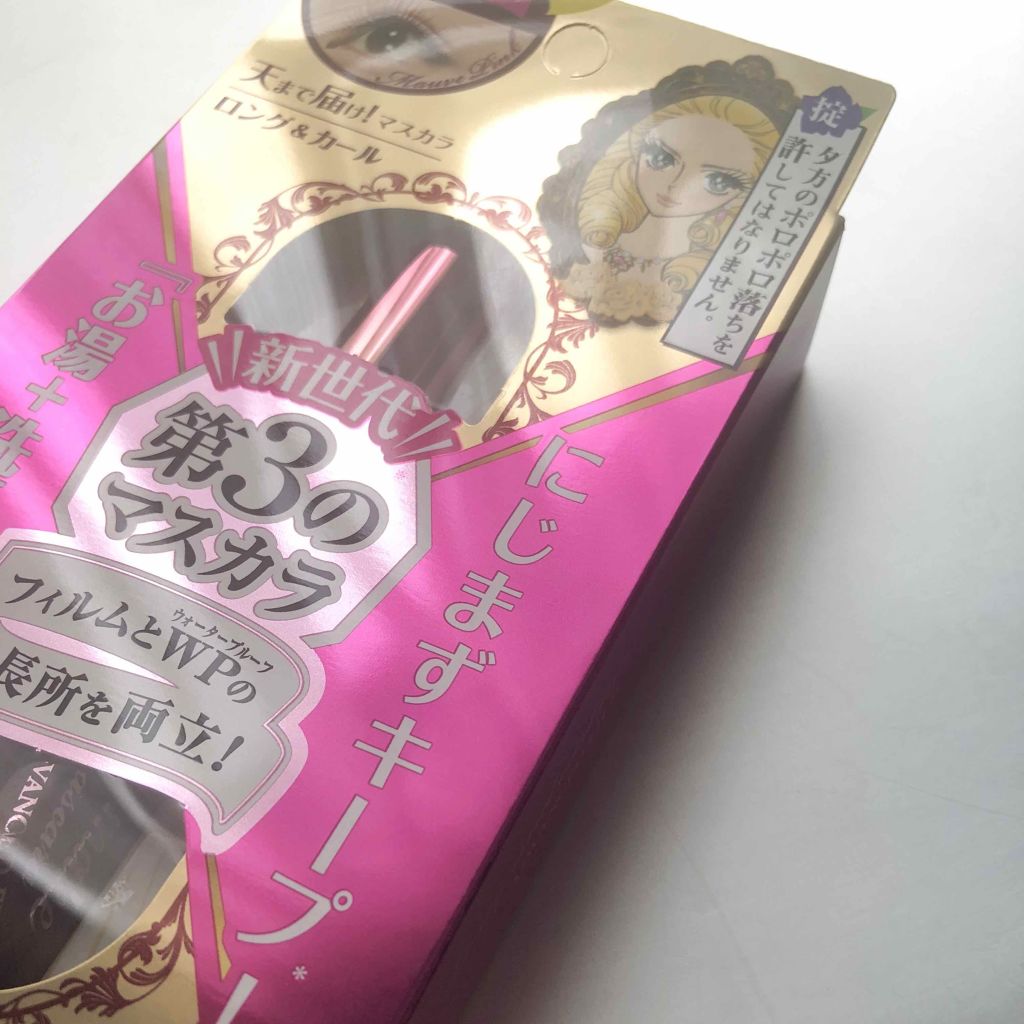 Mauve Pink
天まで届け!マスカラ
ロング&カール
掟
夕方のポロポロ落ちを
許してはなりません。
新世代
第3の
マスカラ
ウォータープルーフ
フィルムとWPの
長所を両立!
『お湯+洗
にじまずキープ*!